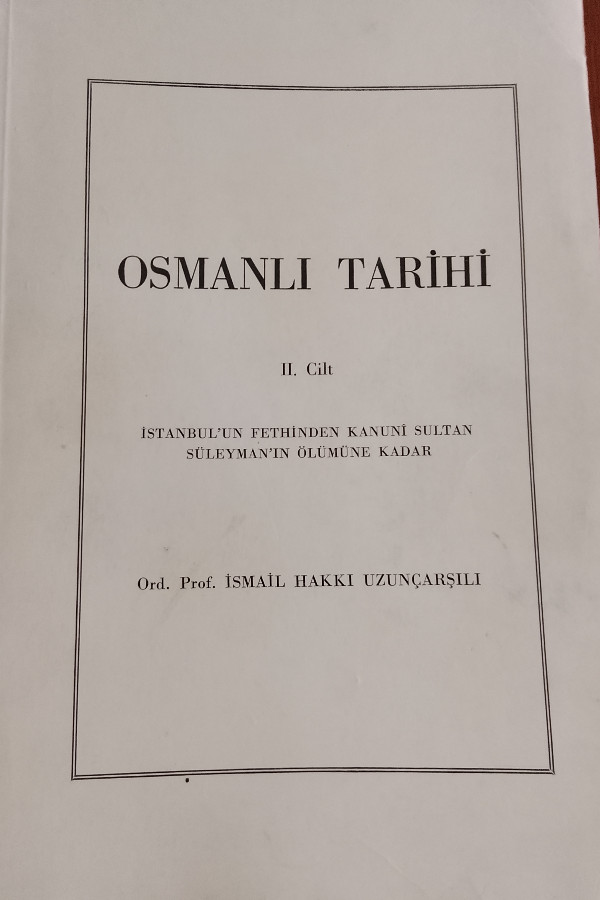 OSMANLI TARİHİ
II. Cilt
İSTANBUL'UN FETHİNDEN KANUNÎ SULTAN
SÜLEYMAN'IN ÖLÜMÜNE KADAR
Ord. Prof. İSMAİL HAKKI UZUNÇARŞILI